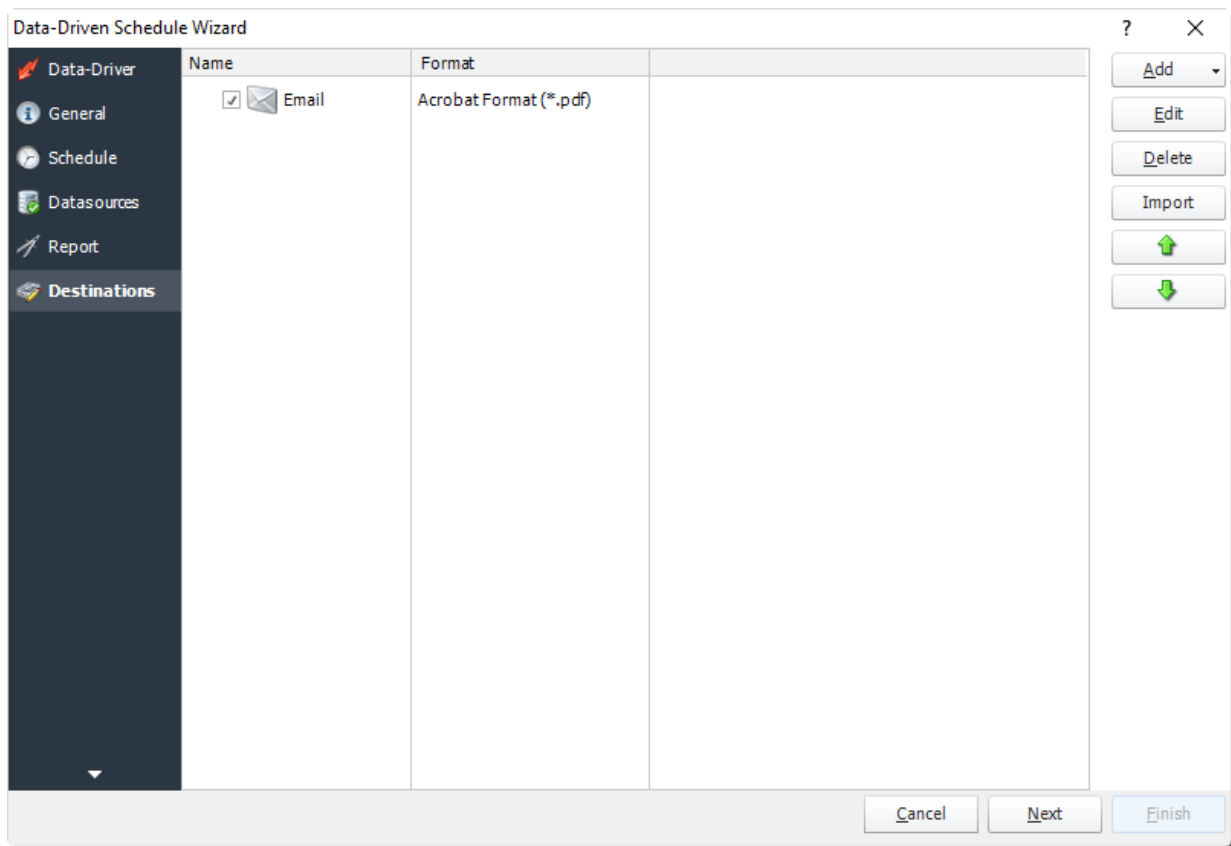 Data-Driven Schedule Wizard ?
Data-Driver
General
Schedule
Datasources
Report
Destinations
Name Format
Email Acrobat Format (*.pdf)
Add
Edit
Delete
Import
Cancel Next Finish